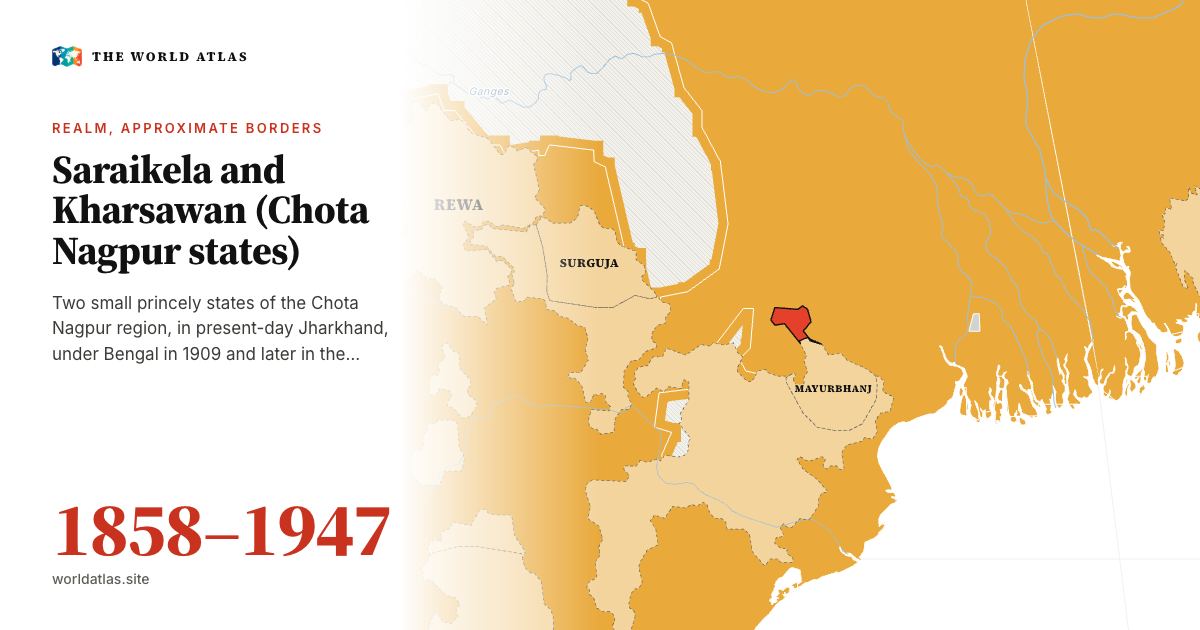 THE WORLD ATLAS
REALM, APPROXIMATE BORDERS
Saraikela and
Kharsawan (Chota
Nagpur states)
Two small princely states of the Chota
Nagpur region, in present-day Jharkhand,
under Bengal in 1909 and later in the...
1858–1947
worldatlas.site
Ganges
REWA
SURGUJA
MAYURBHANJ